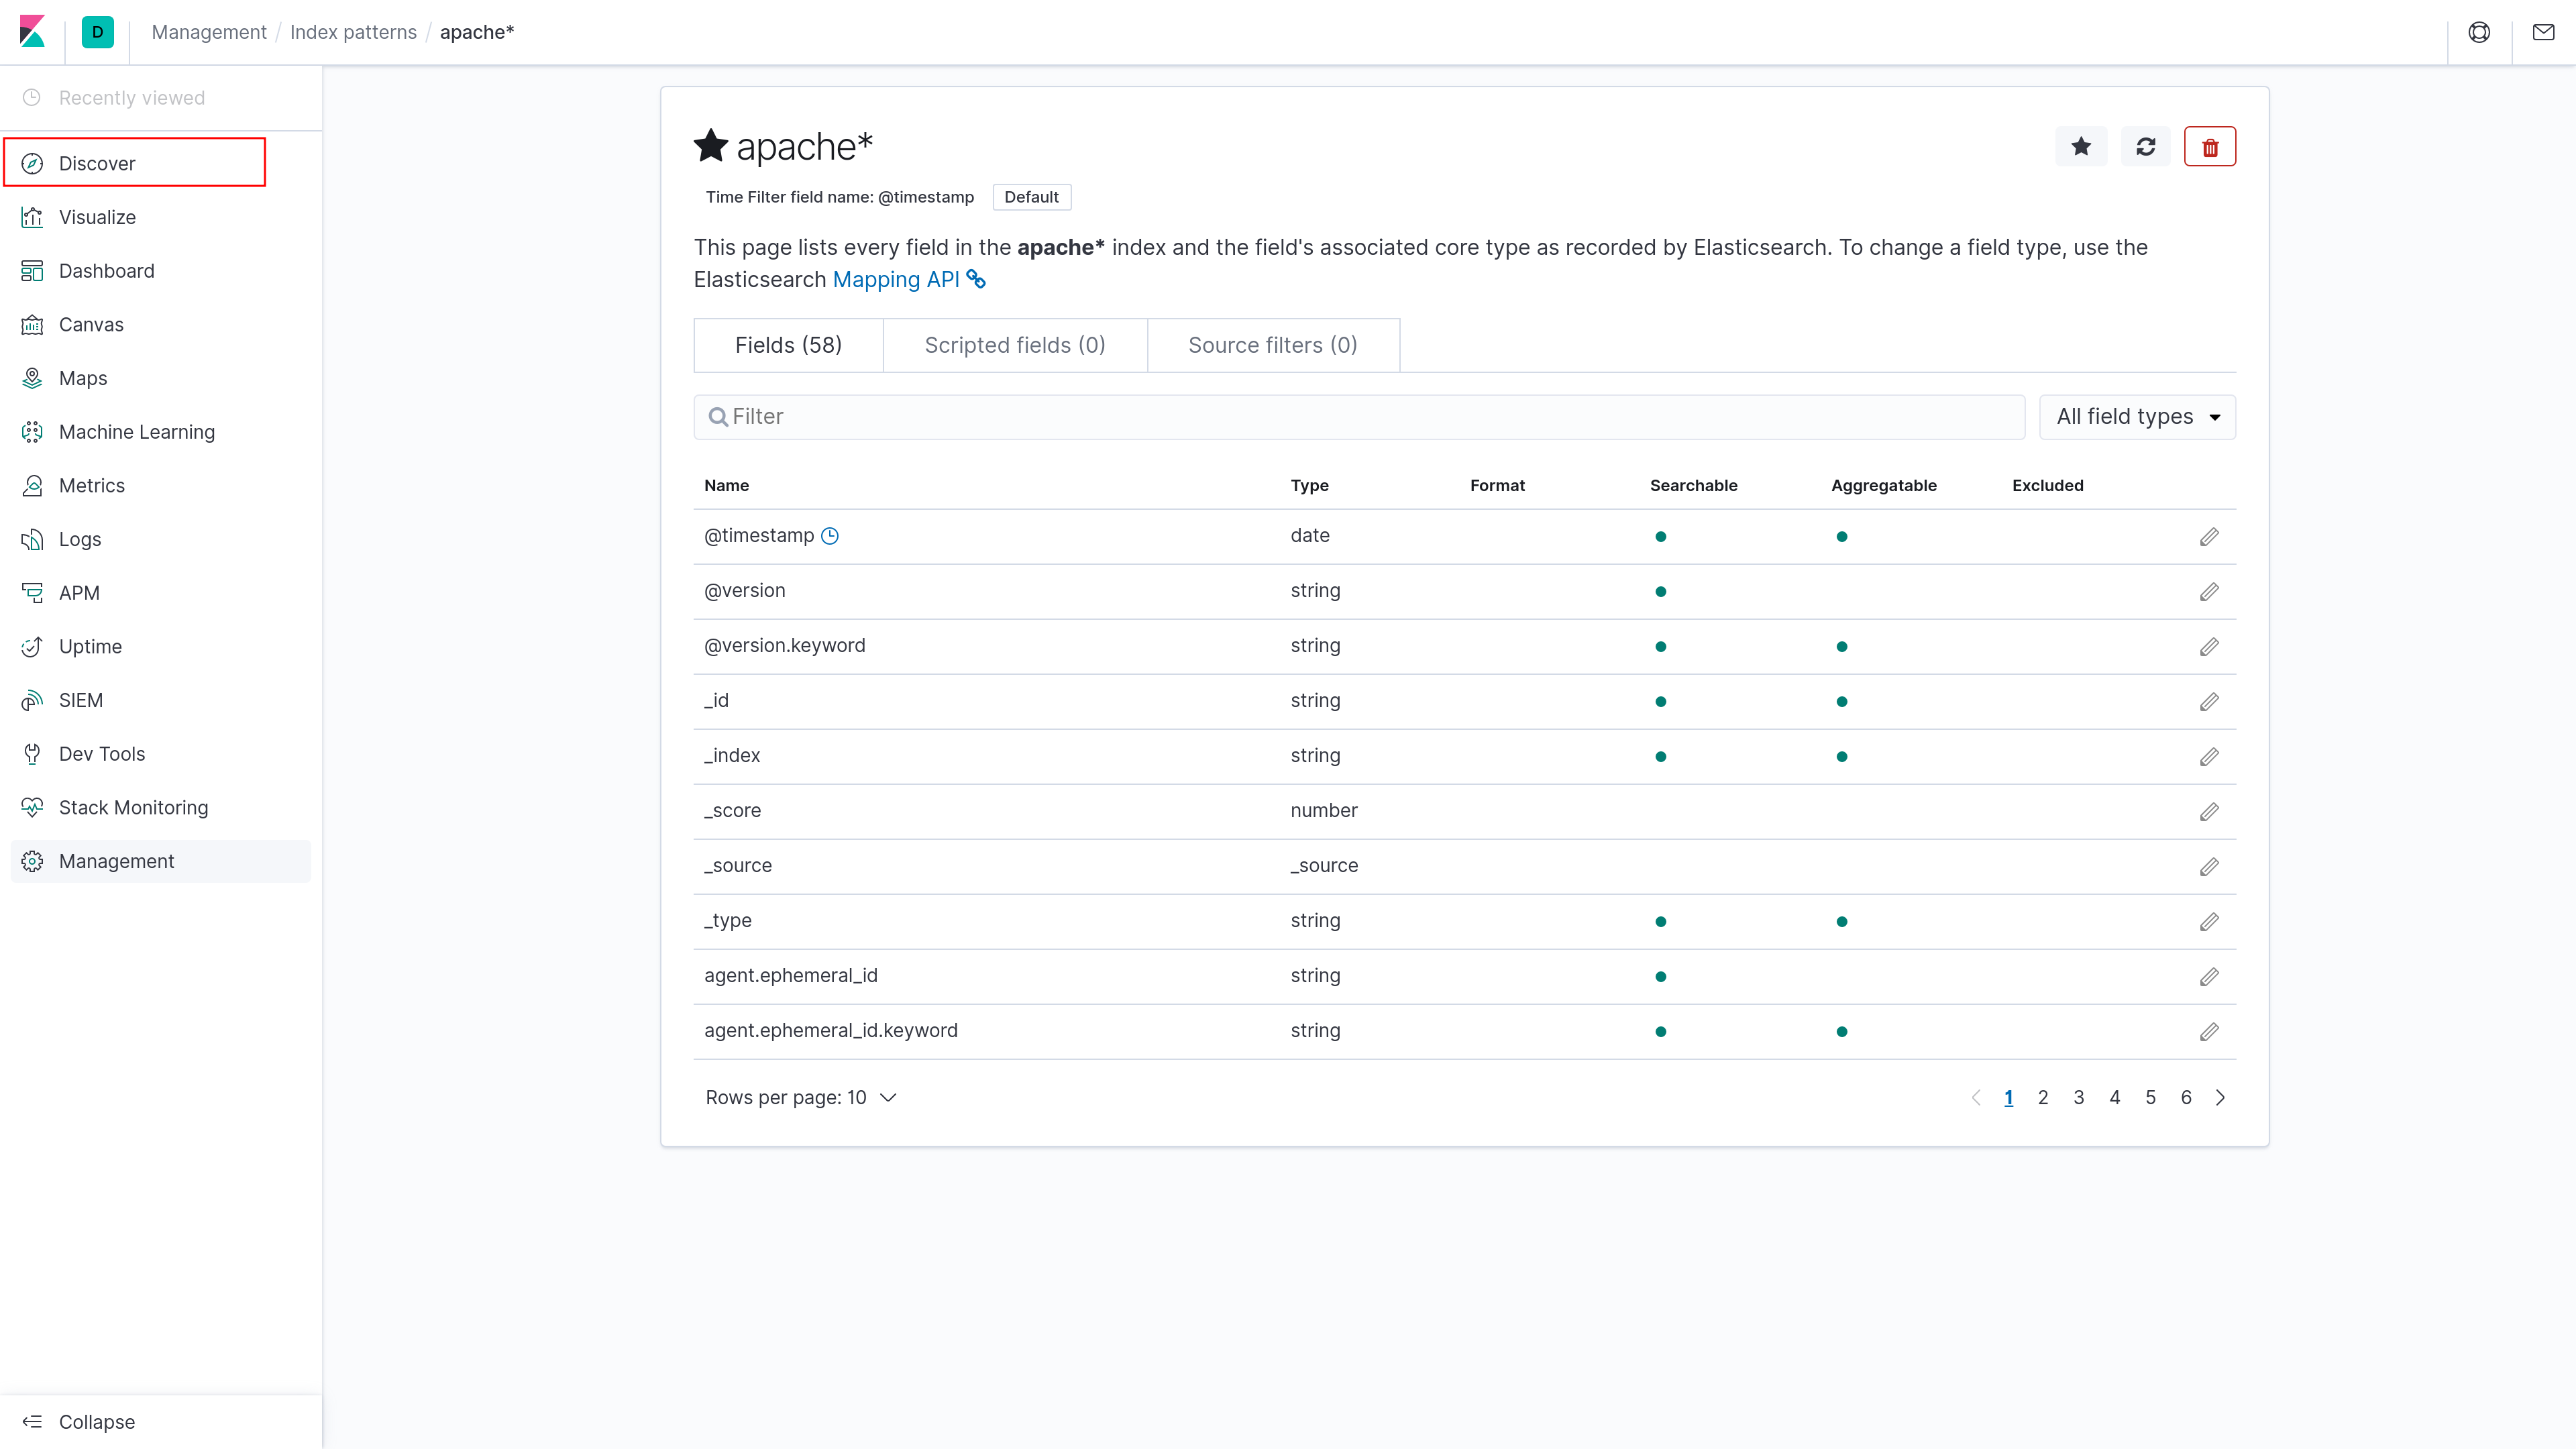 D
Management / Index patterns / apache*
Recently viewed
Discover
Visualize
Dashboard
Canvas
Maps
Machine Learning
Metrics
Logs
APM
Uptime
SIEM
Dev Tools
Stack Monitoring
Management
Collapse
apache*
Time Filter field name: @timestamp Default
This page lists every field in the apache* index and the field's associated core type as recorded by Elasticsearch. To change a field type, use the
Elasticsearch Mapping API
Fields (58) Scripted fields (0) Source filters (0)
Filter All field types
Name Type Format Searchable Aggregatable Excluded
@timestamp date
@version string
@version.keyword string
_id string
_index string
_score number
_source _source
_type string
agent.ephemeral_id string
agent.ephemeral_id.keyword string
Rows per page: 10 1 2 3 4 5 6